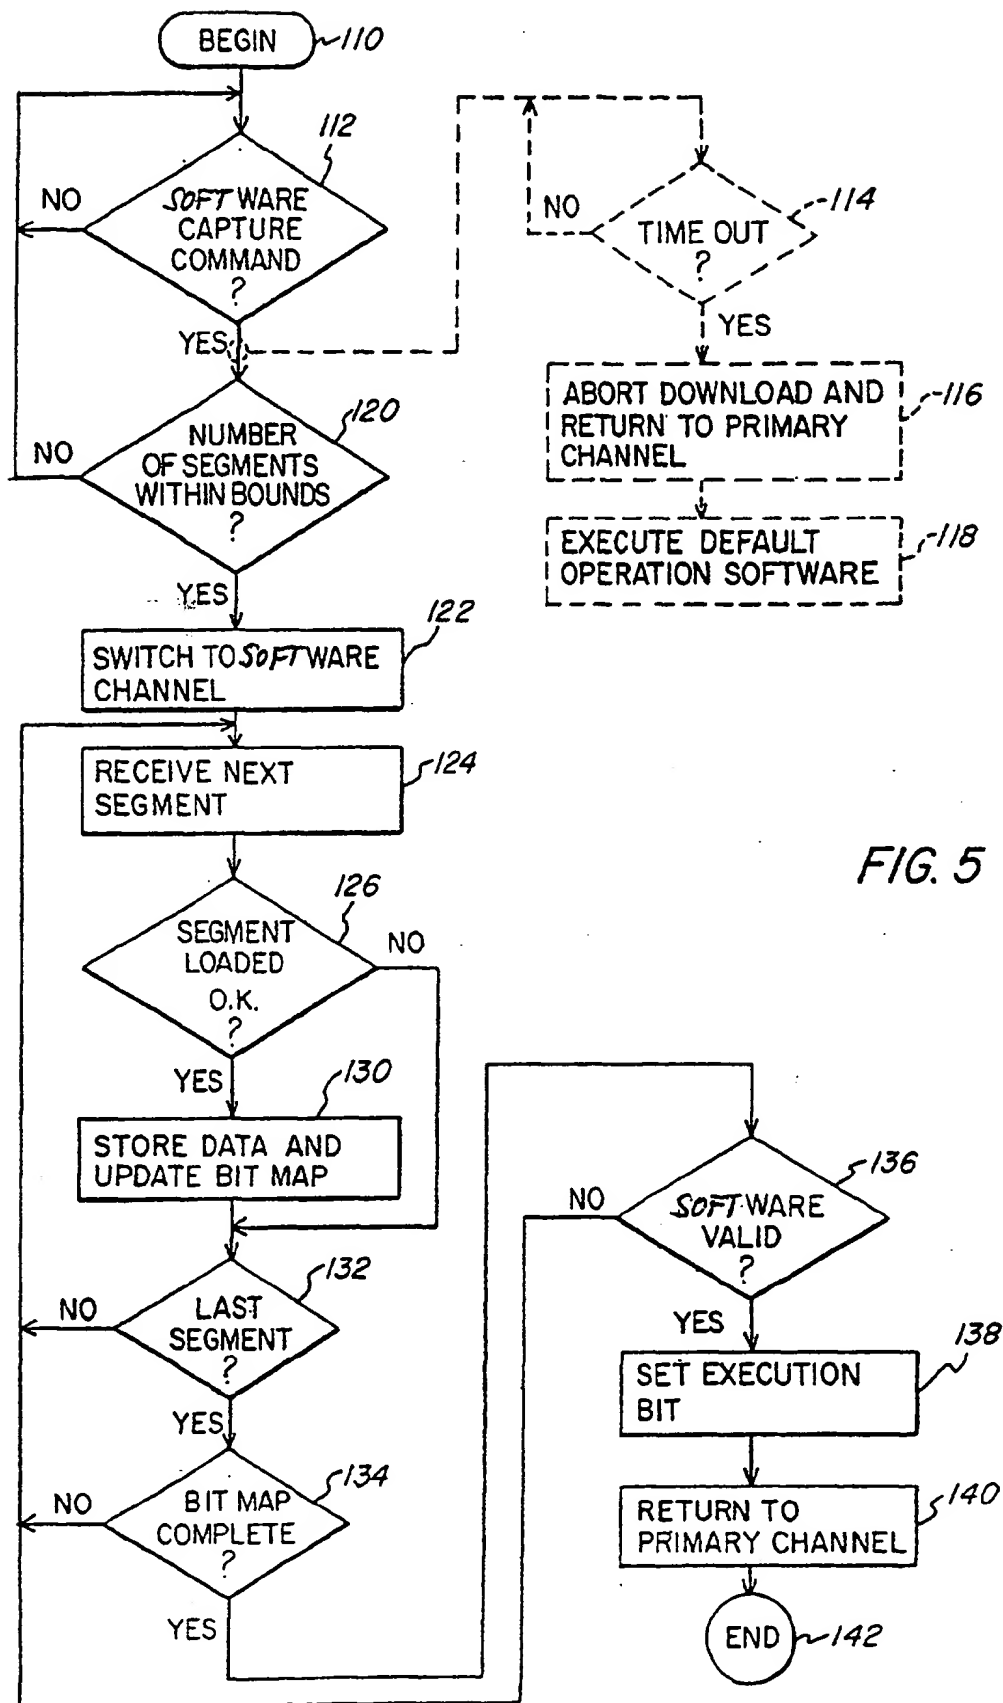 BEGIN
110
112
NO
SOFTWARE
CAPTURE
COMMAND
?
YES
114
NO
TIME OUT
?
YES
ABORT DOWNLOAD AND
RETURN TO PRIMARY
CHANNEL
116
EXECUTE DEFAULT
OPERATION SOFTWARE
118
120
NO
NUMBER
OF SEGMENTS
WITHIN BOUNDS
?
YES
122
SWITCH TO SOFTWARE
CHANNEL
RECEIVE NEXT
SEGMENT
124
FIG. 5
126
SEGMENT
LOADED
O.K.
?
NO
YES
130
STORE DATA AND
UPDATE BIT MAP
132
NO
LAST
SEGMENT
?
YES
134
NO
BIT MAP
COMPLETE
?
YES
136
NO
SOFTWARE
VALID
?
YES
138
SET EXECUTION
BIT
140
RETURN TO
PRIMARY CHANNEL
END
142